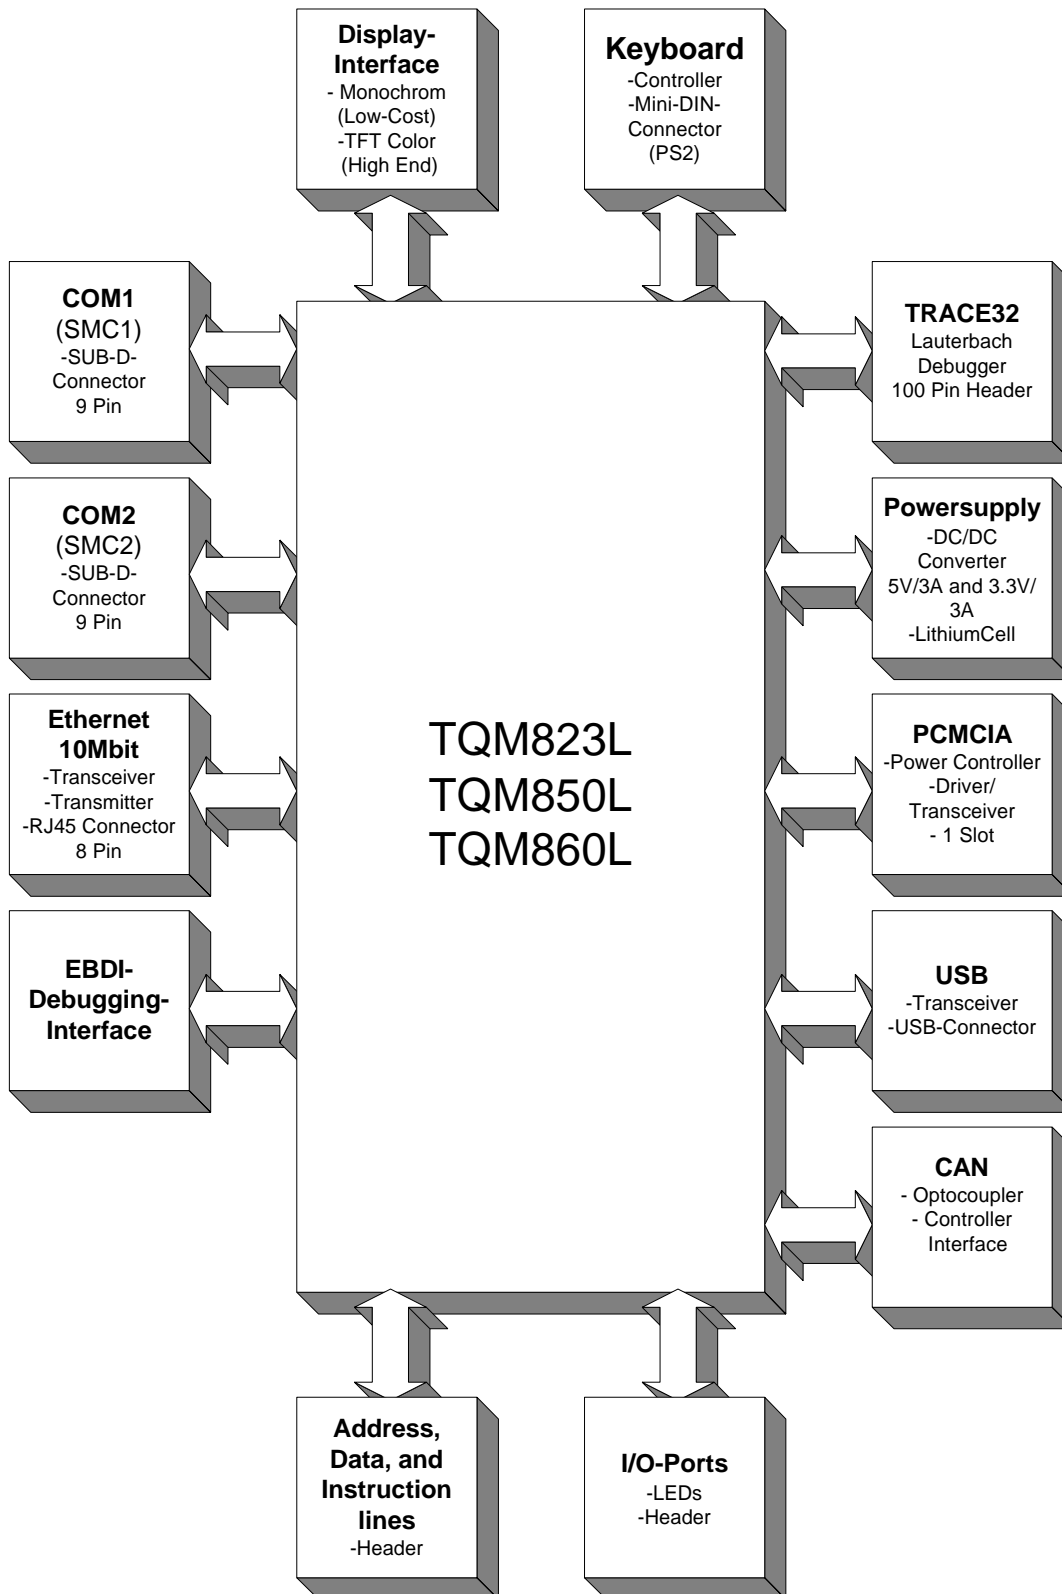 Display-
Interface
- Monochrom
(Low-Cost)
-TFT Color
(High End)
Keyboard
-Controller
-Mini-DIN-
Connector
(PS2)
COM1
(SMC1)
-SUB-D-
Connector
9 Pin
TRACE32
Lauterbach
Debugger
100 Pin Header
COM2
(SMC2)
-SUB-D-
Connector
9 Pin
Powersupply
-DC/DC
Converter
5V/3A and 3.3V/
3A
-LithiumCell
Ethernet
10Mbit
-Transceiver
-Transmitter
-RJ45 Connector
8 Pin
TQM823L
TQM850L
TQM860L
PCMCIA
-Power Controller
-Driver/
Transceiver
- 1 Slot
EBDI-
Debugging-
Interface
USB
-Transceiver
-USB-Connector
CAN
- Optocoupler
- Controller
Interface
Address,
Data, and
Instruction
lines
-Header
I/O-Ports
-LEDs
-Header